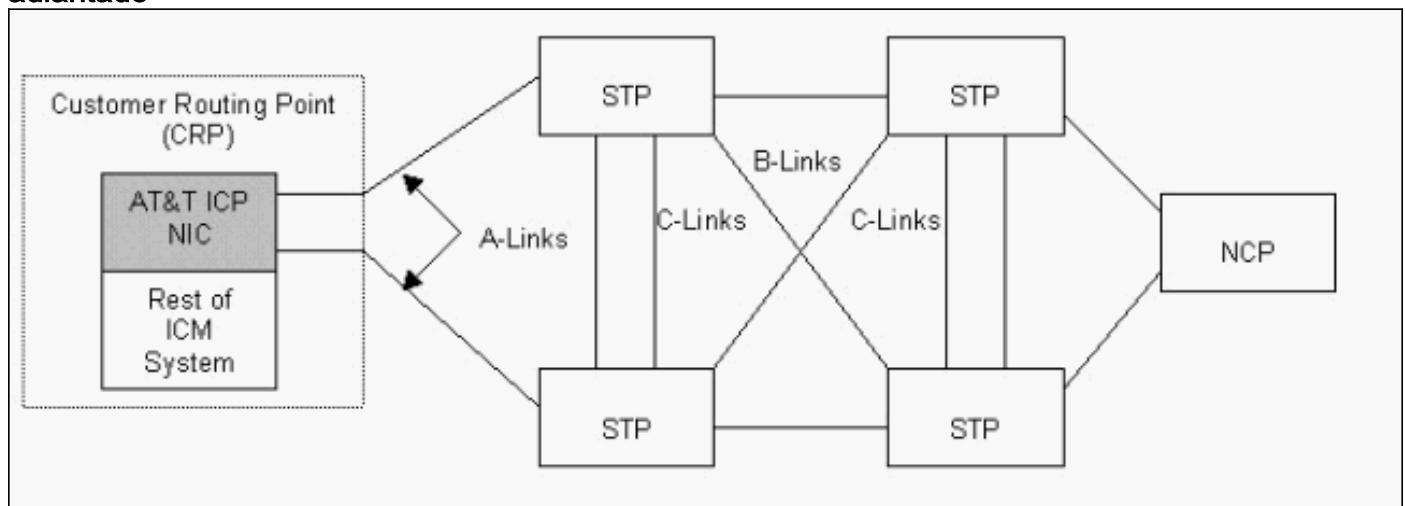 adiantado
Customer Routing Point
(CRP)
AT&T ICP
NIC
Rest of
ICM
System
A-Links
STP
STP
B-Links
C-Links
C-Links
STP
STP
NCP